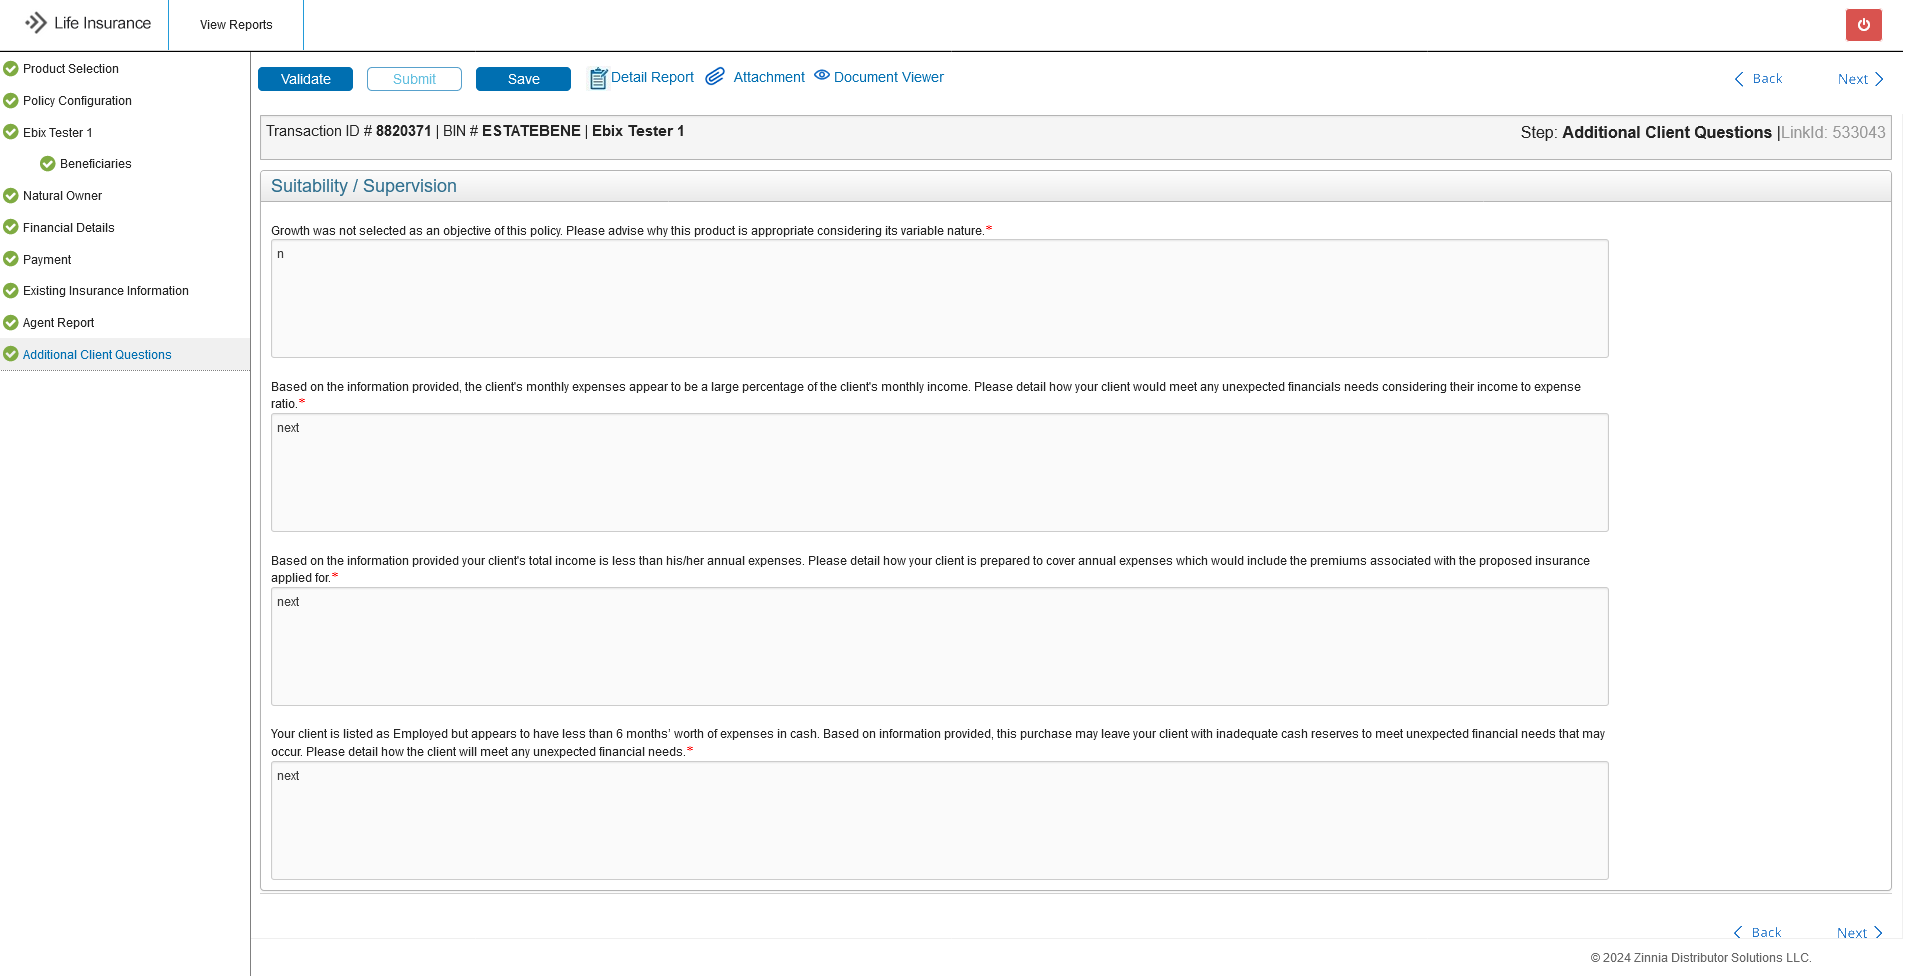 Life Insurance
View Reports
Product Selection
Policy Configuration
Ebix Tester 1
Beneficiaries
Natural Owner
Financial Details
Payment
Existing Insurance Information
Agent Report
Additional Client Questions
Validate
Submit
Save
Detail Report
Attachment
Document Viewer
Back
Next
Transaction ID # 8820371 | BIN # ESTATEBENE | Ebix Tester 1
Step: Additional Client Questions |LinkId: 533043
Suitability / Supervision
Growth was not selected as an objective of this policy. Please advise why this product is appropriate considering its variable nature.*
n
Based on the information provided, the client's monthly expenses appear to be a large percentage of the client's monthly income. Please detail how your client would meet any unexpected financials needs considering their income to expense
ratio.*
next
Based on the information provided your client's total income is less than his/her annual expenses. Please detail how your client is prepared to cover annual expenses which would include the premiums associated with the proposed insurance
applied for.*
next
Your client is listed as Employed but appears to have less than 6 months’ worth of expenses in cash. Based on information provided, this purchase may leave your client with inadequate cash reserves to meet unexpected financial needs that may
occur. Please detail how the client will meet any unexpected financial needs.*
next
Back
Next
© 2024 Zinnia Distributor Solutions LLC.